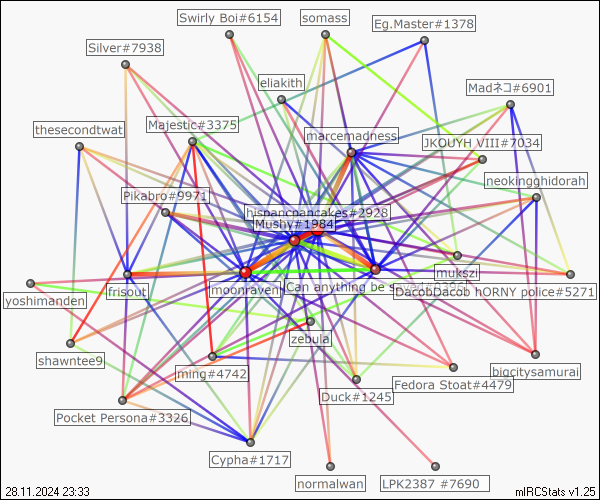 Swirly Boi#6154
somass
Eg.Master#1378
Silver#7938
eliakith
Madネコ#6901
thesecondtwat
Majestic#3375
marcemadness
JKOUYH VIII#7034
neokingghidorah
Pikabro#9971
hispancpancakes#2928
Mushy#1984
mukszi
frisout
moonraven
Can anything be
DacobDacob hORNY police#5271
yoshimanden
zebula
shawntee9
ming#4742
bigcitysamurai
Fedora Stoat#4479
Duck#1245
Pocket Persona#3326
Cypha#1717
normalwan
LPK2387 #7690
28.11.2024 23:33
mIRCStats v1.25